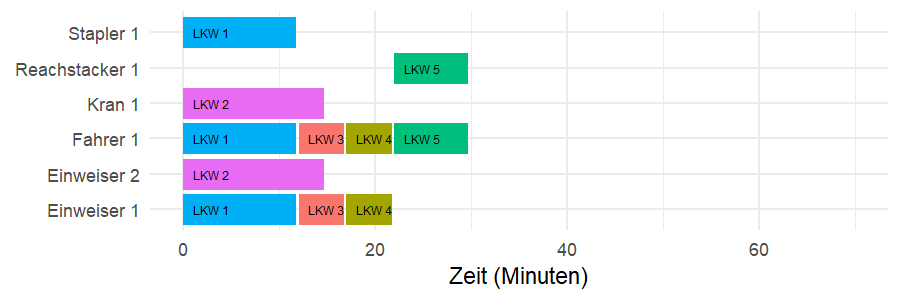 Stapler 1 LKW 1
Reachstacker 1 LKW 5
Kran 1 LKW 2
Fahrer 1 LKW 1 LKW 3 LKW 4 LKW 5
Einweiser 2 LKW 2
Einweiser 1 LKW 1 LKW 3 LKW 4
0 20 40 60
Zeit (Minuten)